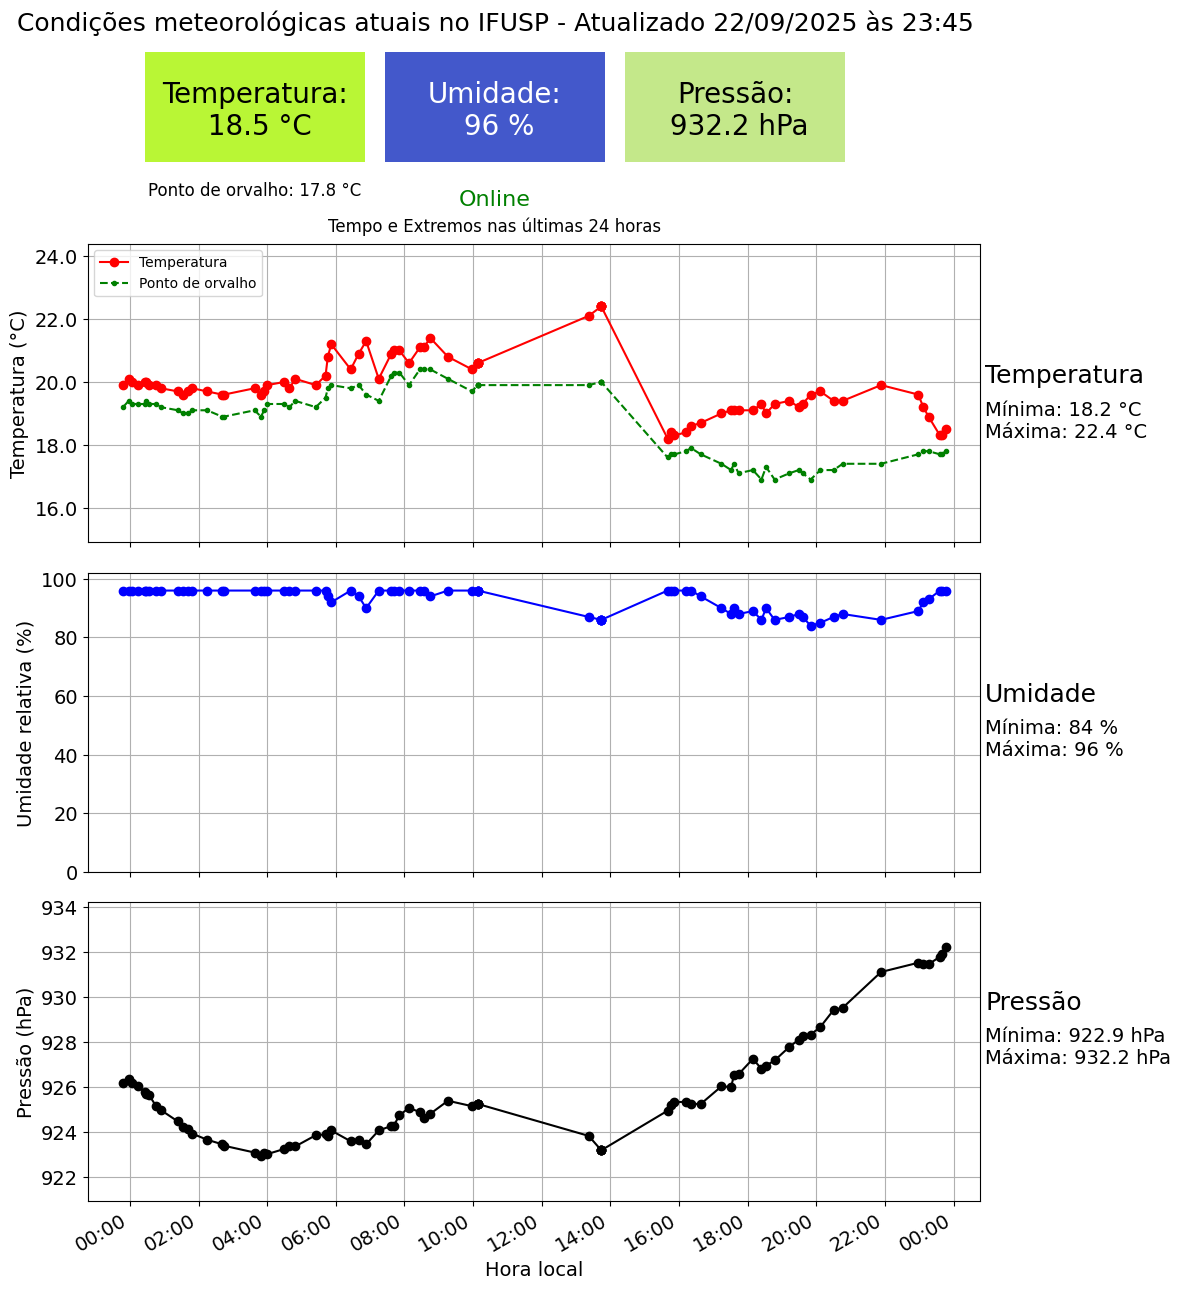 Condições meteorológicas atuais no IFUSP - Atualizado 22/09/2025 às 23:45
Temperatura:
18.5 °C
Umidade:
96 %
Pressão:
932.2 hPa
Ponto de orvalho: 17.8 °C
Online
Tempo e Extremos nas últimas 24 horas
Temperatura
Ponto de orvalho
Temperatura (°C)
24.0
22.0
20.0
18.0
16.0
Temperatura
Mínima: 18.2 °C
Máxima: 22.4 °C
Umidade relativa (%)
100
80
60
40
20
0
Umidade
Mínima: 84 %
Máxima: 96 %
Pressão (hPa)
934
932
930
928
926
924
922
Pressão
Mínima: 922.9 hPa
Máxima: 932.2 hPa
00:00 02:00 04:00 06:00 08:00 10:00 12:00 14:00 16:00 18:00 20:00 22:00 00:00
Hora local